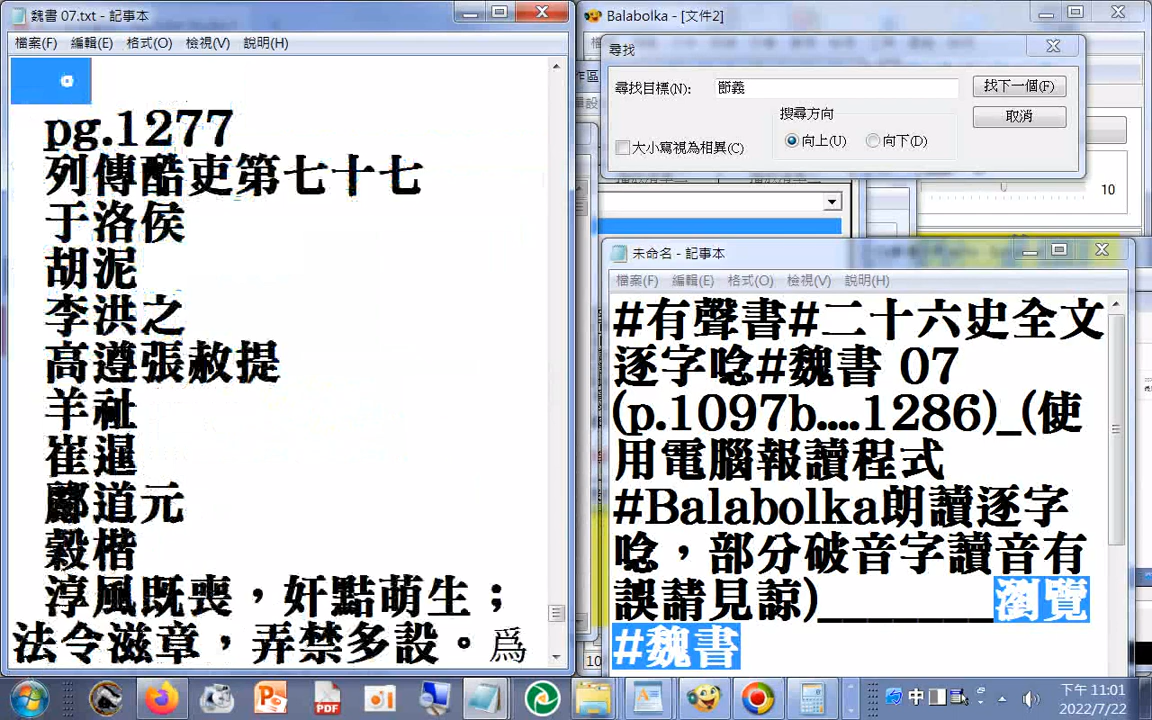 魏書 07.txt - 記事本
檔案(F) 編輯(E) 格式(O) 檢視(V) 說明(H)
。
pg.1277
列傳酷吏第七十七
于洛侯
胡泥
李洪之
高遵張赦提
羊祉
崔暹
酈道元
穀楷
淳風既喪，奸黠萌生；
法令滋章，弄禁多設。爲
Balabolka - [文件2]
尋找
尋找目標(N): 節義
找下一個(F)
搜尋方向
取消
大小寫視為相異(C)
向上(U) 向下(D)
10
未命名 - 記事本
檔案(F) 編輯(E) 格式(O) 檢視(V) 說明(H)
#有聲書#二十六史全文
逐字唸#魏書 07
(p.1097b....1286)_(使
用電腦報讀程式
#Balabolka朗讀逐字
唸，部分破音字讀音有
誤請見諒)________瀏覽
#魏書
中
下午 11:01
2022/7/22